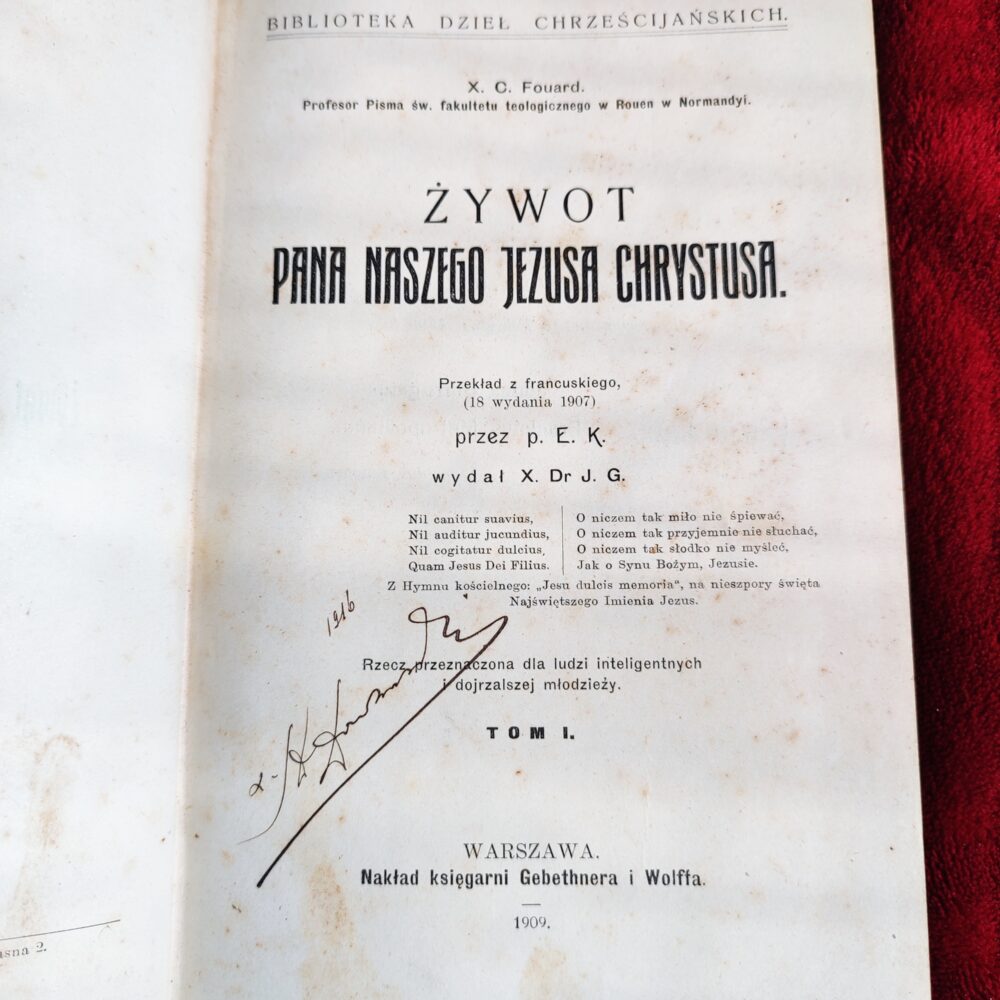 BIBLIOTEKA DZIEŁ CHRZEŚCIJAŃSKICH.
X. C. Fouard.
Profesor Pisma św. fakultetu teologicznego w Rouen w Normandyi.
ŻYWOT
PANA NASZEGO JEZUSA CHRYSTUSA.
Przekład z francuskiego,
(18 wydania 1907)
przez p. E. K.
wydał X. Dr J. G.
Nil canitur suavius,
Nil auditur jucundius,
Nil cogitatur dulcius,
Quam Jesus Dei Filius.
O niczem tak miło nie śpiewać,
O niczem tak przyjemnie nie słuchać,
O niczem tak słodko nie myśleć,
Jak o Synu Bożym, Jezusie.
Z Hymnu kościelnego: „Jesu dulcis memoria“, na nieszpory święta
Najświętszego Imienia Jezus.
1916
Rzecz przeznaczona dla ludzi inteligentnych
i dojrzalszej młodzieży.
TOM I.
WARSZAWA.
Nakład księgarni Gebethnera i Wolffa.
1909.
asna 2.